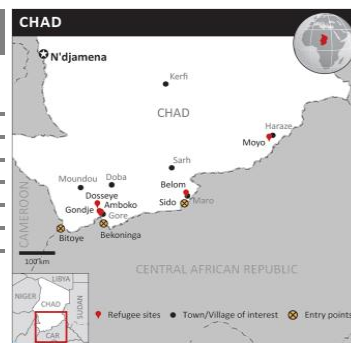 CHAD
N'djamena
Kerfi
CHAD
Haraze
Moyo
Sarh
Moundou
Doba
Belom
Dosseye
Amboko
Sido
Maro
Gondje
Gore
CAMEROON
Bitoye
Bekoninga
100 km
CENTRAL AFRICAN REPUBLIC
LIBYA
NIGER
CHAD
SUDAN
CAR
Refugee sites
Town/Village of interest
Entry points